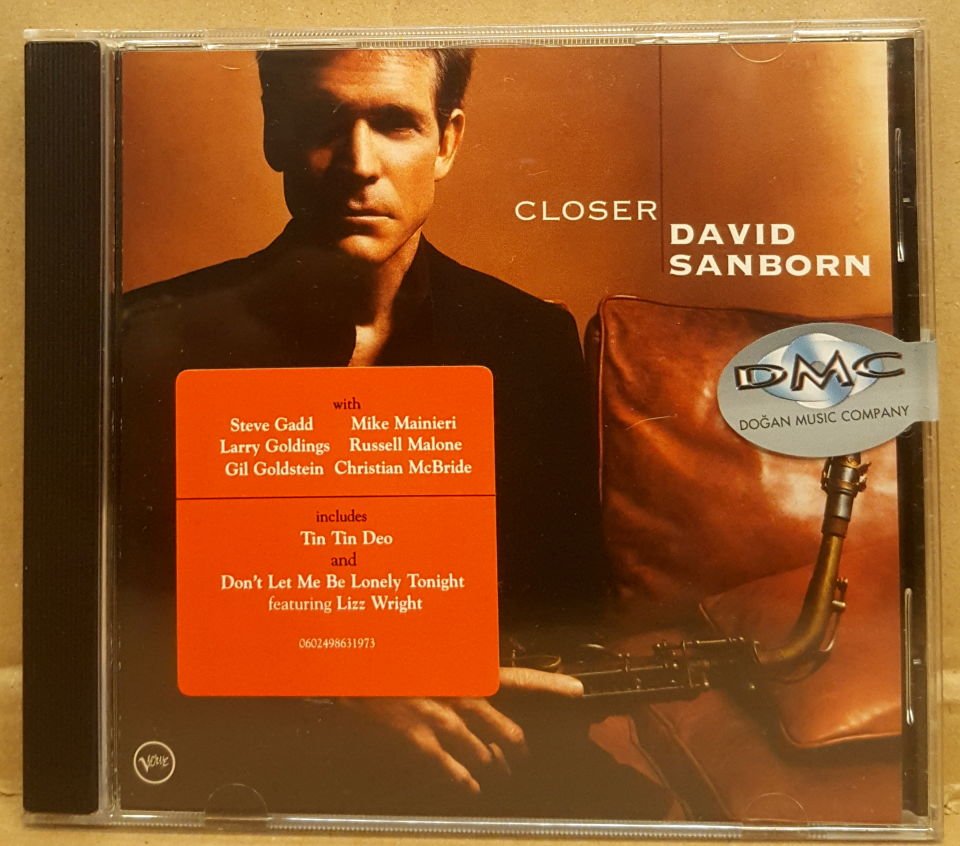 CLOSER
DAVID
SANBORN
DMC
DOĞAN MUSIC COMPANY
with
Steve Gadd Mike Mainieri
Larry Goldings Russell Malone
Gil Goldstein Christian McBride
includes
Tin Tin Deo
and
Don't Let Me Be Lonely Tonight
featuring Lizz Wright
0602498631973
Verve